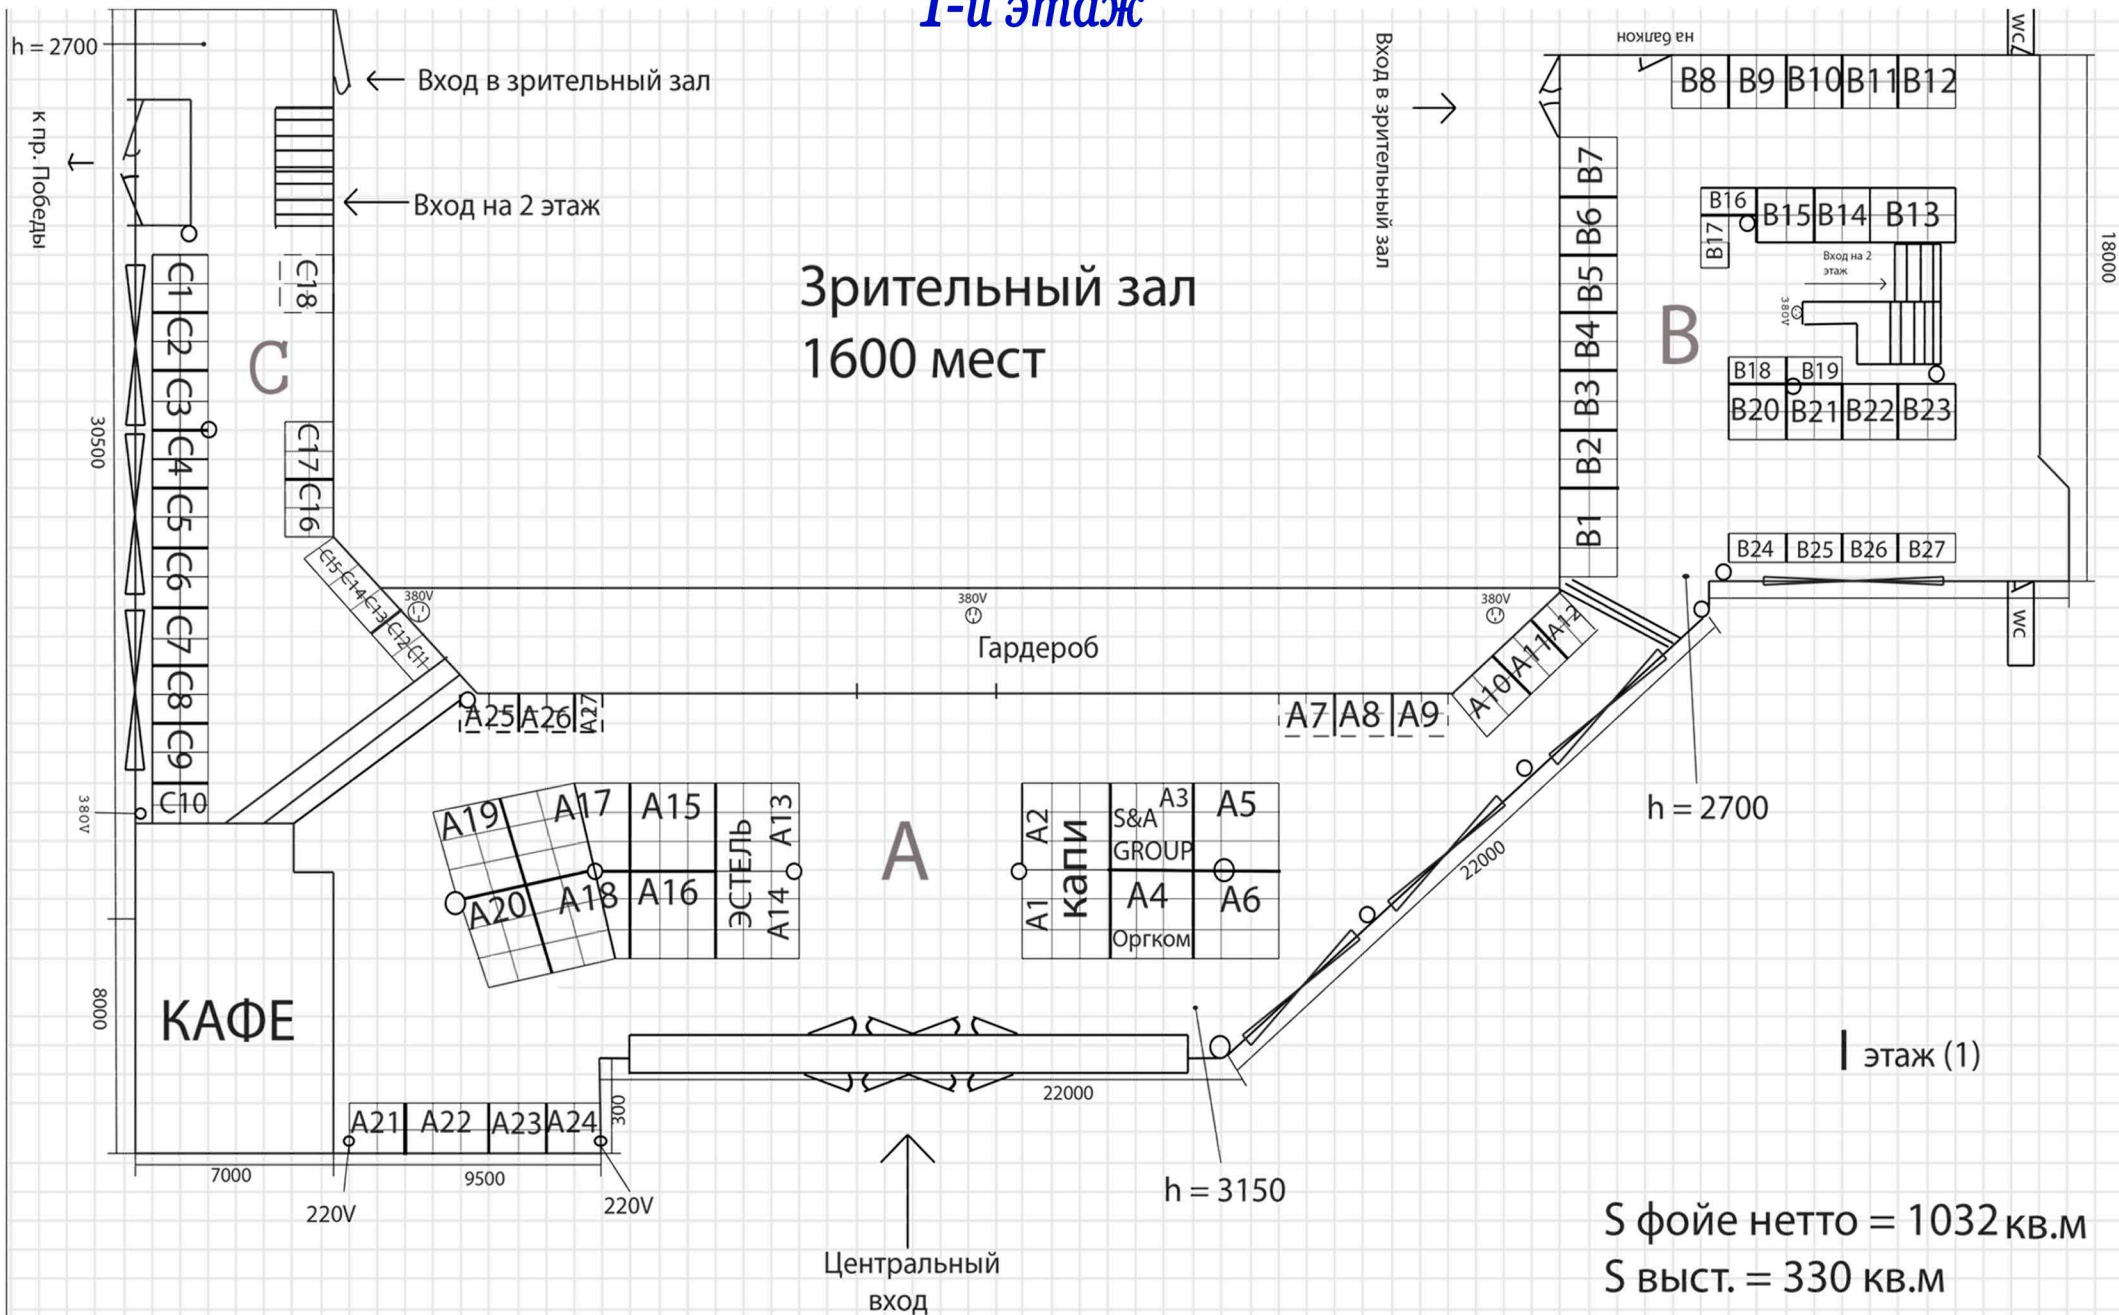 1-й этаж
h = 2700
Вход в зрительный зал
к пр. Победы
Вход на 2 этаж
Зрительный зал
1600 мест
Вход в зрительный зал
на балкон
WC
B8 B9 B10 B11 B12
B7
B6
B5
B4
B3
B2
B1
B16
B17
B15 B14 B13
Вход на 2
этаж
380V
B
B18 B19
B20 B21 B22 B23
B24 B25 B26 B27
18000
WC
C1
C2
C3
C4
C5
C6
C7
C8
C9
C10
C
C18
C17
C16
C15 C14 C13 C12 C11
30500
380V
380V
380V
380V
Гардероб
A25 A26 A27
A7 A8 A9
A10 A11 A12
A19 A17 A15
A20 A18 A16
ЭСТЕЛЬ
A13
A14
A
A2
A1
капи
A3
S&A
GROUP
A4
Оргком
A5
A6
h = 2700
22000
8000
КАФЕ
A21 A22 A23 A24
300
22000
7000
9500
220V
220V
h = 3150
Центральный
вход
I этаж (1)
S фойе нетто = 1032 кв.м
S выст. = 330 кв.м